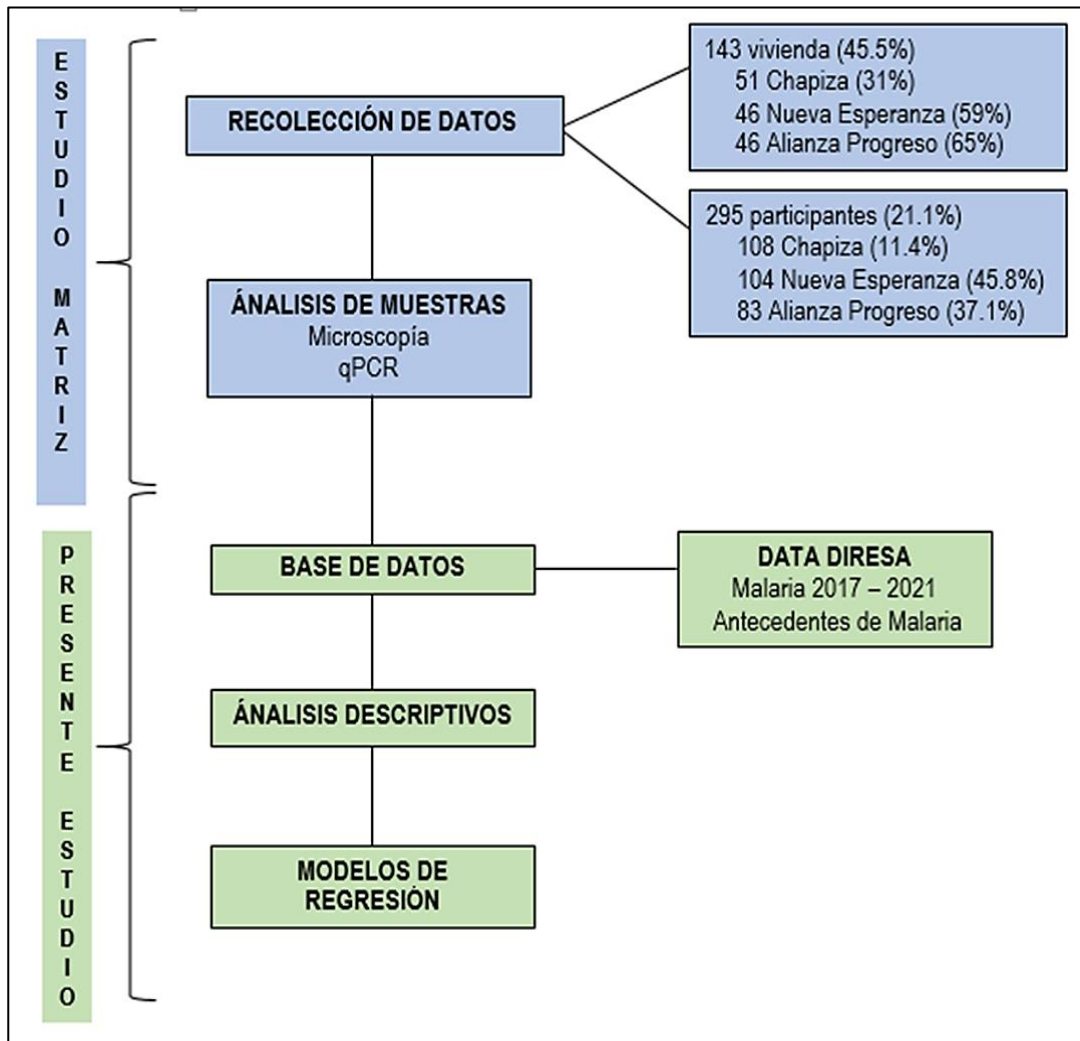 ESTUDIO MATRIZ
RECOLECCIÓN DE DATOS
143 vivienda (45.5%)
51 Chapiza (31%)
46 Nueva Esperanza (59%)
46 Alianza Progreso (65%)
295 participantes (21.1%)
108 Chapiza (11.4%)
104 Nueva Esperanza (45.8%)
83 Alianza Progreso (37.1%)
ÁNALISIS DE MUESTRAS
Microscopía
qPCR
PRESENTE ESTUDIO
BASE DE DATOS
DATA DIRESA
Malaria 2017 – 2021
Antecedentes de Malaria
ÁNALISIS DESCRIPTIVOS
MODELOS DE
REGRESIÓN